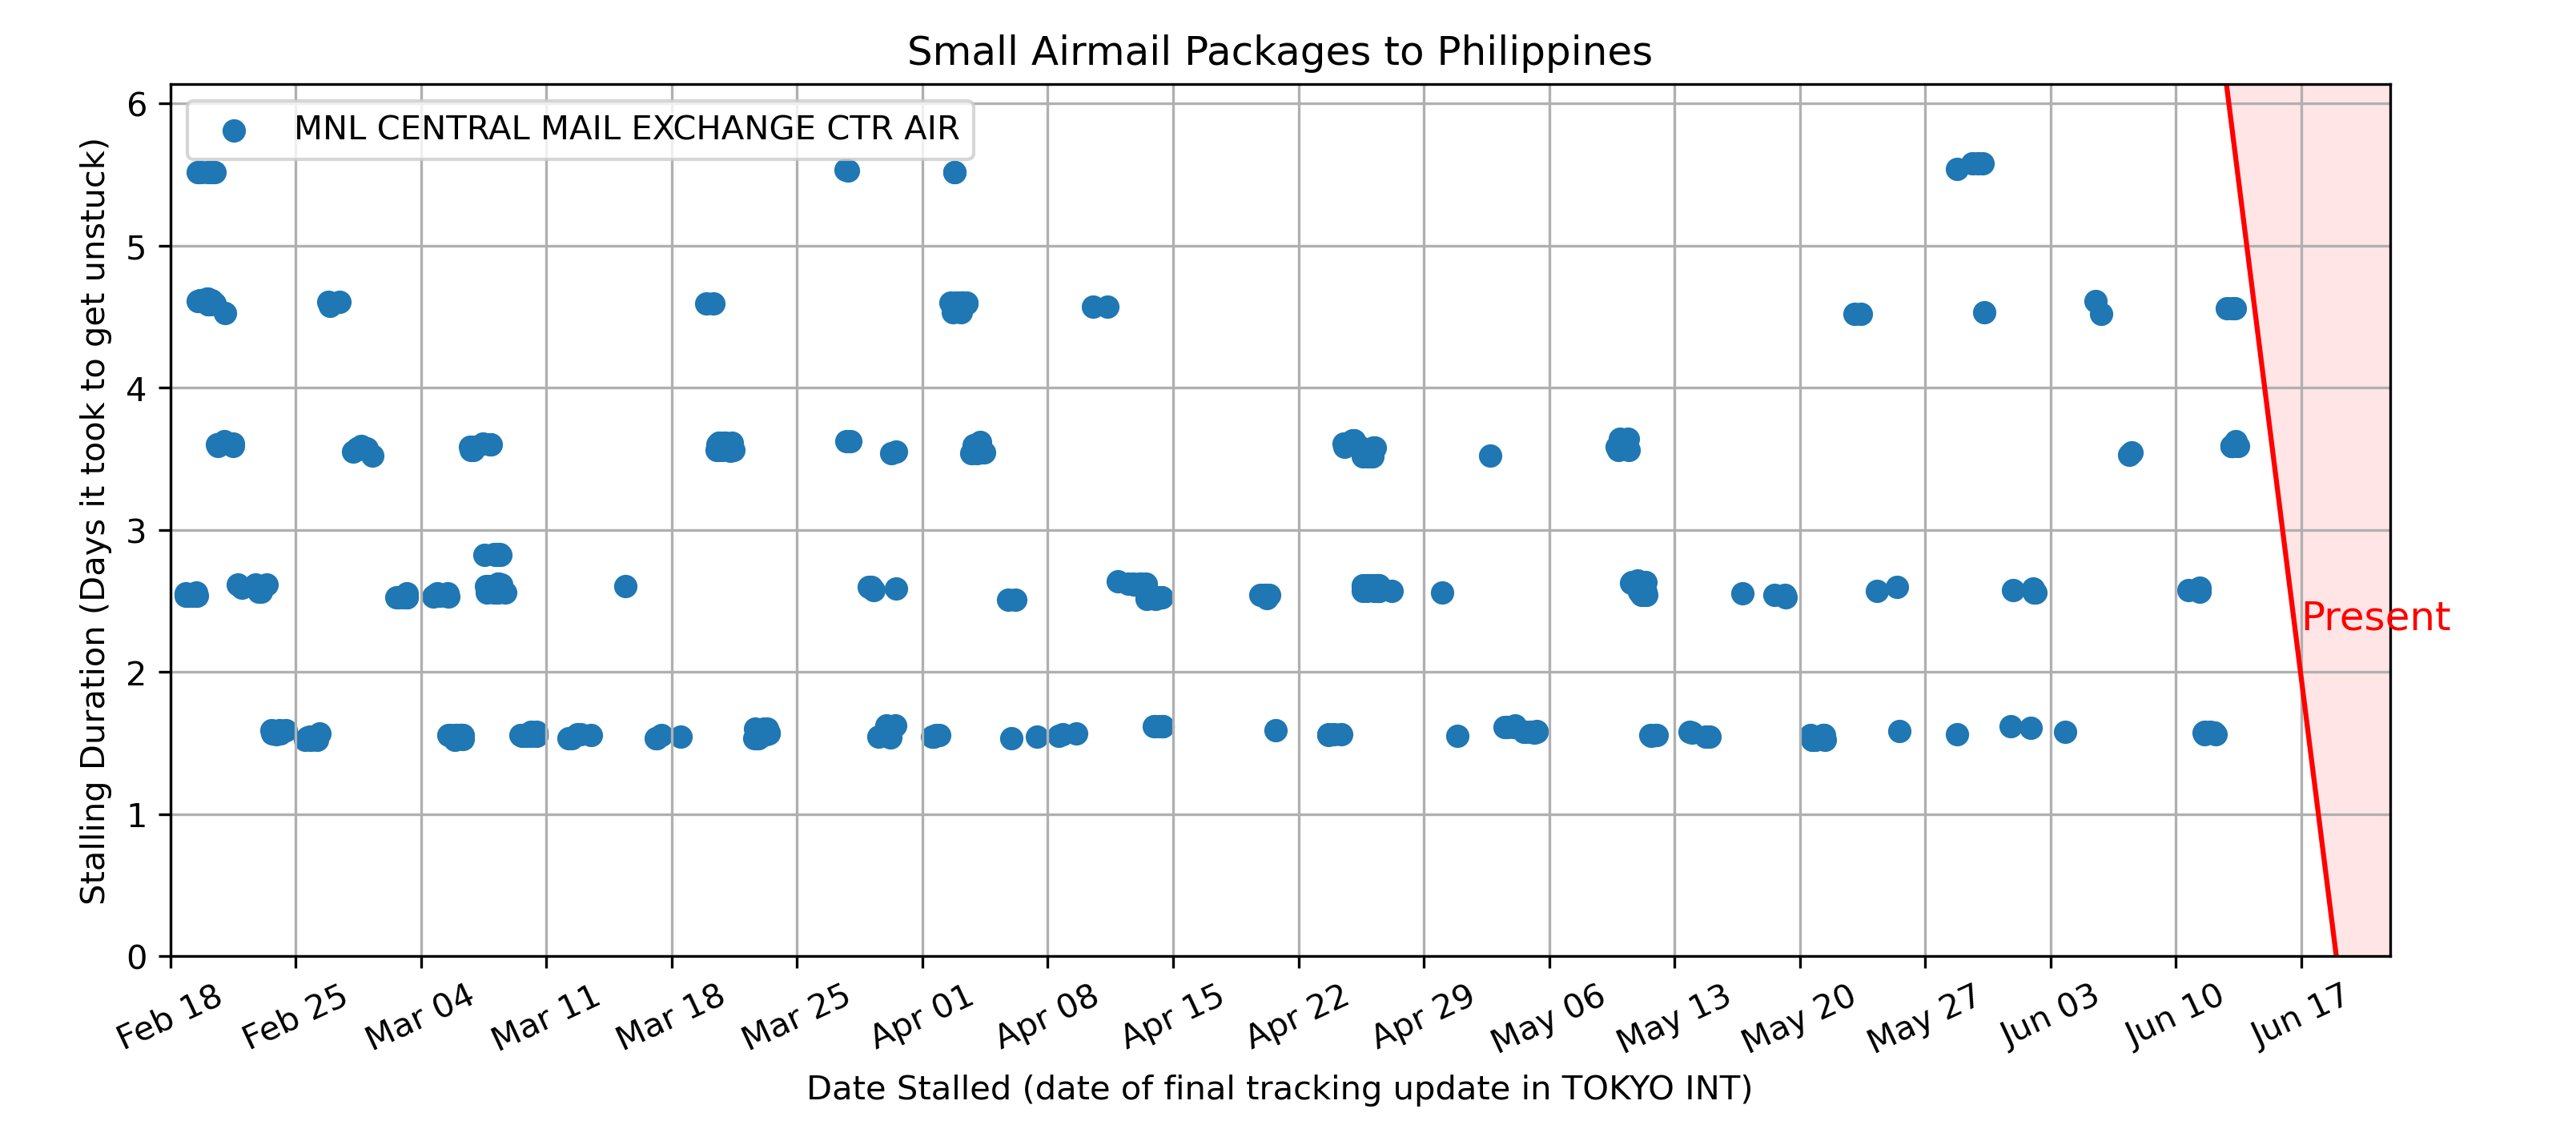 Small Airmail Packages to Philippines
MNL CENTRAL MAIL EXCHANGE CTR AIR
Stalling Duration (Days it took to get unstuck)
6
5
4
3
2
1
0
Present
Feb 18
Feb 25
Mar 04
Mar 11
Mar 18
Mar 25
Apr 01
Apr 08
Apr 15
Apr 22
Apr 29
May 06
May 13
May 20
May 27
Jun 03
Jun 10
Jun 17
Date Stalled (date of final tracking update in TOKYO INT)